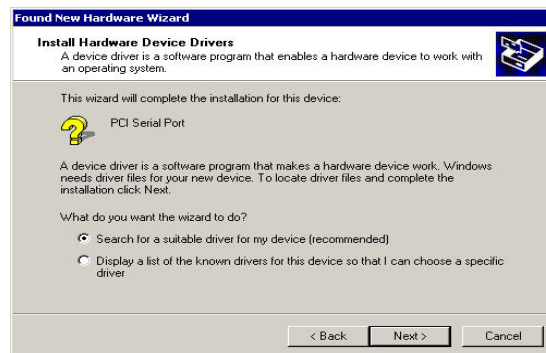 Found New Hardware Wizard
Install Hardware Device Drivers
A device driver is a software program that enables a hardware device to work with
an operating system.
This wizard will complete the installation for this device:
PCI Serial Port
A device driver is a software program that makes a hardware device work. Windows
needs driver files for your new device. To locate driver files and complete the
installation click Next.
What do you want the wizard to do?
Search for a suitable driver for my device (recommended)
Display a list of the known drivers for this device so that I can choose a specific
driver
< Back
Next >
Cancel